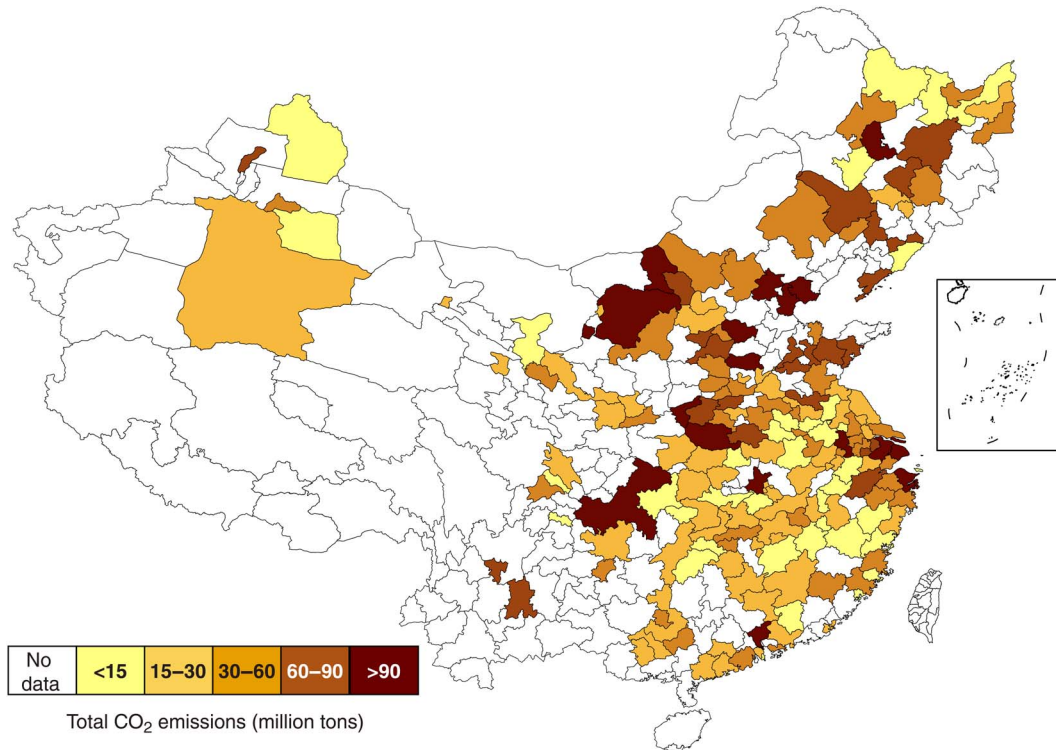 No data <15 15–30 30–60 60–90 >90
Total CO₂ emissions (million tons)